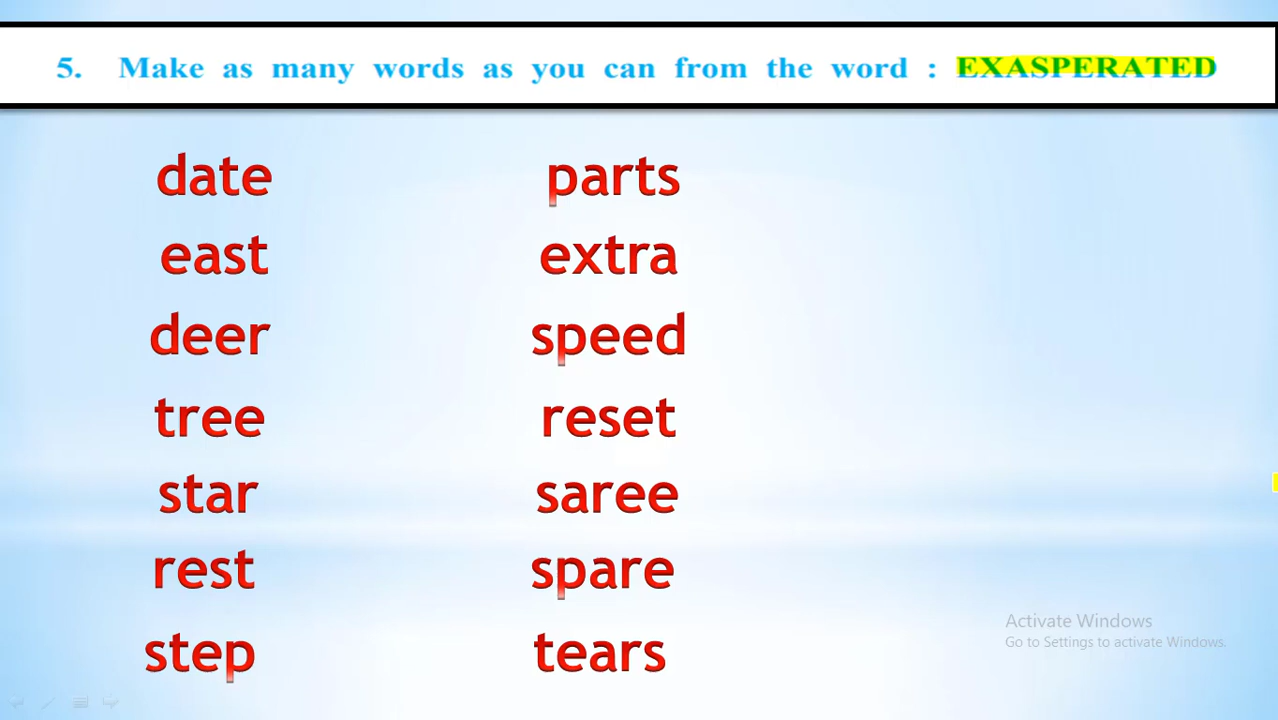 5. Make as many words as you can from the word : EXASPERATED
date
east
deer
tree
star
rest
step
parts
extra
speed
reset
saree
spare
tears
Activate Windows
Go to Settings to activate Windows.